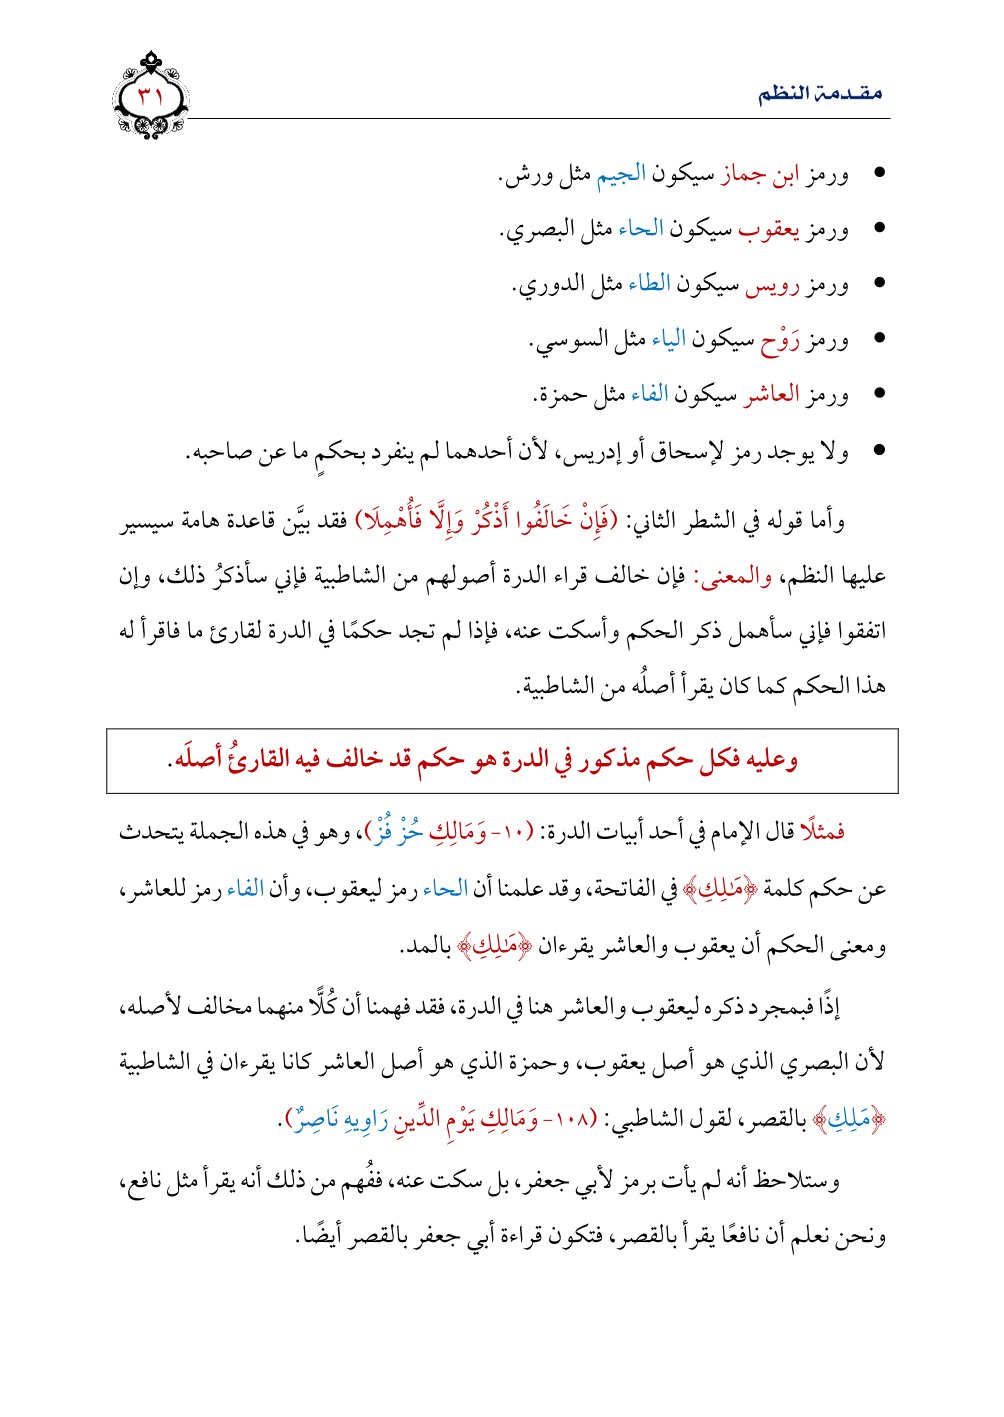 مقدمة النظم
٣١
• ورمز ابن جماز سيكون الجيم مثل ورش.
• ورمز يعقوب سيكون الحاء مثل البصري.
• ورمز رويس سيكون الطاء مثل الدوري.
• ورمز رَوْح سيكون الياء مثل السوسي.
• ورمز العاشر سيكون الفاء مثل حمزة.
• ولا يوجد رمز لإسحاق أو إدريس، لأن أحدهما لم ينفرد بحكمٍ ما عن صاحبه.
وأما قوله في الشطر الثاني: (فَإِنْ خَالَفُوا أَذْكُرْ وَإِلَّا فَأُهْمِلَا) فقد بيَّن قاعدة هامة سيسير
عليها النظم، والمعنى: فإن خالف قراء الدرة أصولهم من الشاطبية فإني سأذكرُ ذلك، وإن
اتفقوا فإني سأهمل ذكر الحكم وأسكت عنه، فإذا لم تجد حكمًا في الدرة لقارئ ما فاقرأ له
هذا الحكم كما كان يقرأ أصلُه من الشاطبية.
وعليه فكل حكم مذكور في الدرة هو حكم قد خالف فيه القارئُ أصلَه.
فمثلًا قال الإمام في أحد أبيات الدرة: (١٠- وَمَالِكِ حُزْ فُزْ)، وهو في هذه الجملة يتحدث
عن حكم كلمة ﴿مَٰلِكِ﴾ في الفاتحة، وقد علمنا أن الحاء رمز ليعقوب، وأن الفاء رمز للعاشر،
ومعنى الحكم أن يعقوب والعاشر يقرءان ﴿مَٰلِكِ﴾ بالمد.
إذًا فبمجرد ذكره ليعقوب والعاشر هنا في الدرة، فقد فهمنا أن كُلًّا منهما مخالف لأصله،
لأن البصري الذي هو أصل يعقوب، وحمزة الذي هو أصل العاشر كانا يقرءان في الشاطبية
﴿مَلِكِ﴾ بالقصر، لقول الشاطبي: (١٠٨- وَمَالِكِ يَوْمِ الدِّينِ رَاوِيهِ نَاصِرٌ).
وستلاحظ أنه لم يأت برمز لأبي جعفر، بل سكت عنه، ففُهم من ذلك أنه يقرأ مثل نافع،
ونحن نعلم أن نافعًا يقرأ بالقصر، فتكون قراءة أبي جعفر بالقصر أيضًا.